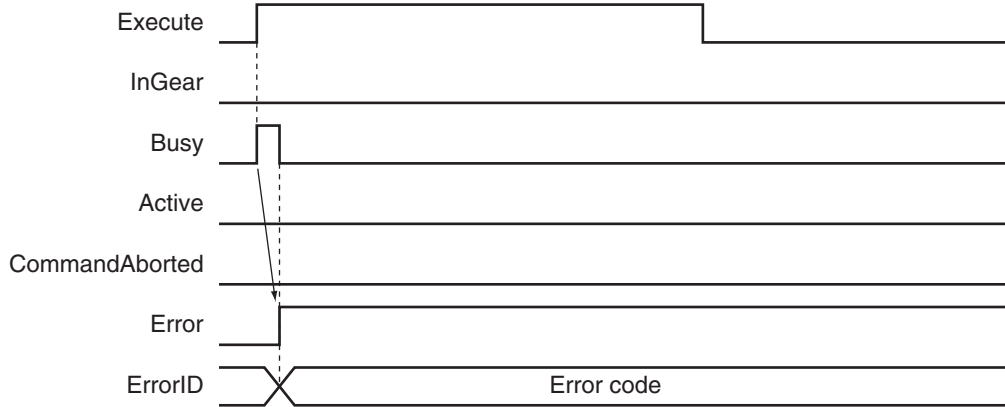 Execute
InGear
Busy
Active
CommandAborted
Error
ErrorID Error code